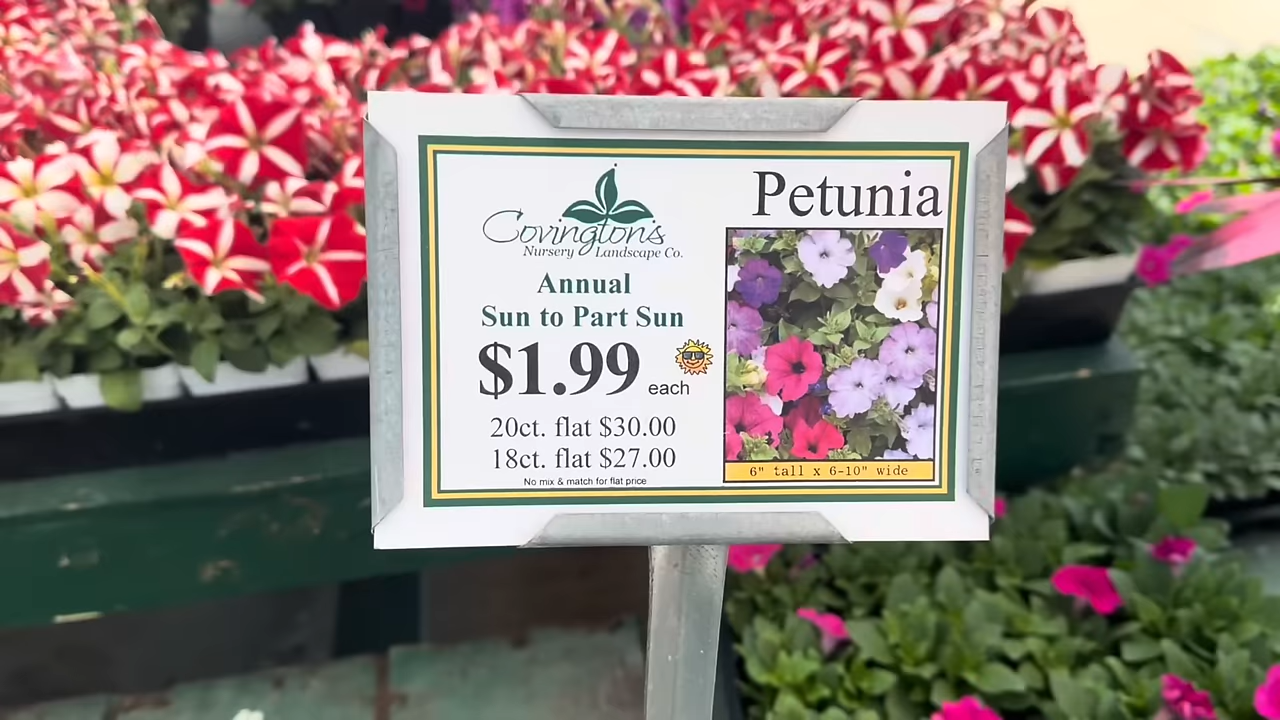 Petunia
Covington's
Nursery Landscape Co.
Annual
Sun to Part Sun
$1.99 each
20ct. flat $30.00
18ct. flat $27.00
No mix & match for flat price
6" tall x 6-10" wide